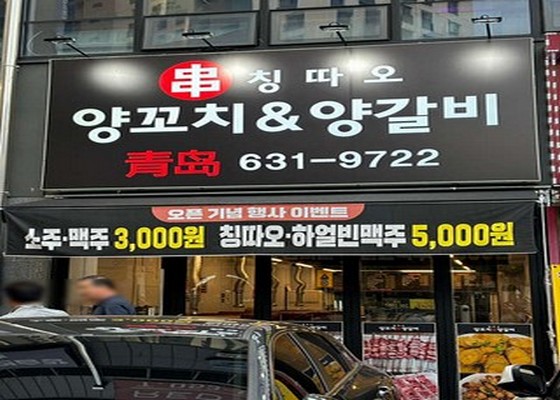 串 칭따오
양꼬치&양갈비
青岛 631-9722
오픈 기념 행사 이벤트
소주·맥주 3,000원 칭따오·하얼빈맥주 5,000원